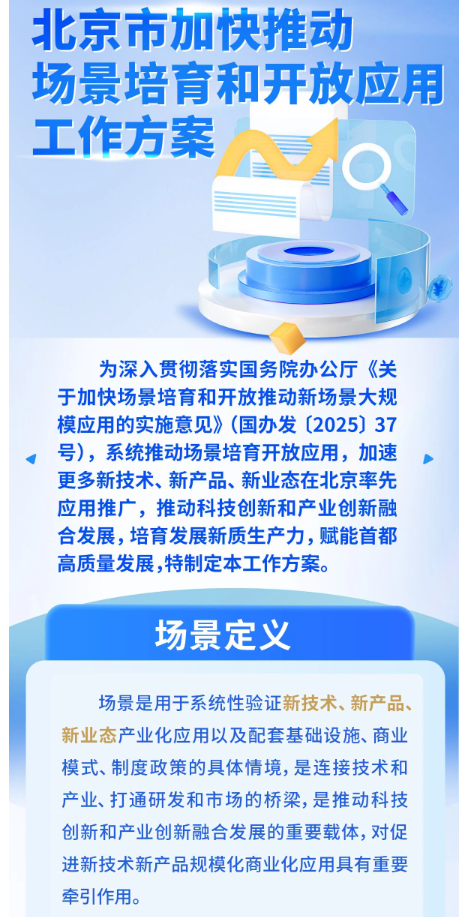 北京市加快推动
场景培育和开放应用
工作方案
为深入贯彻落实国务院办公厅《关
于加快场景培育和开放推动新场景大规
模应用的实施意见》（国办发〔2025〕37
号），系统推动场景培育开放应用，加速
更多新技术、新产品、新业态在北京率先
应用推广，推动科技创新和产业创新融
合发展，培育发展新质生产力，赋能首都
高质量发展，特制定本工作方案。
场景定义
场景是用于系统性验证新技术、新产品、
新业态产业化应用以及配套基础设施、商业
模式、制度政策的具体情境，是连接技术和
产业、打通研发和市场的桥梁，是推动科技
创新和产业创新融合发展的重要载体，对促
进新技术新产品规模化商业化应用具有重要
牵引作用。